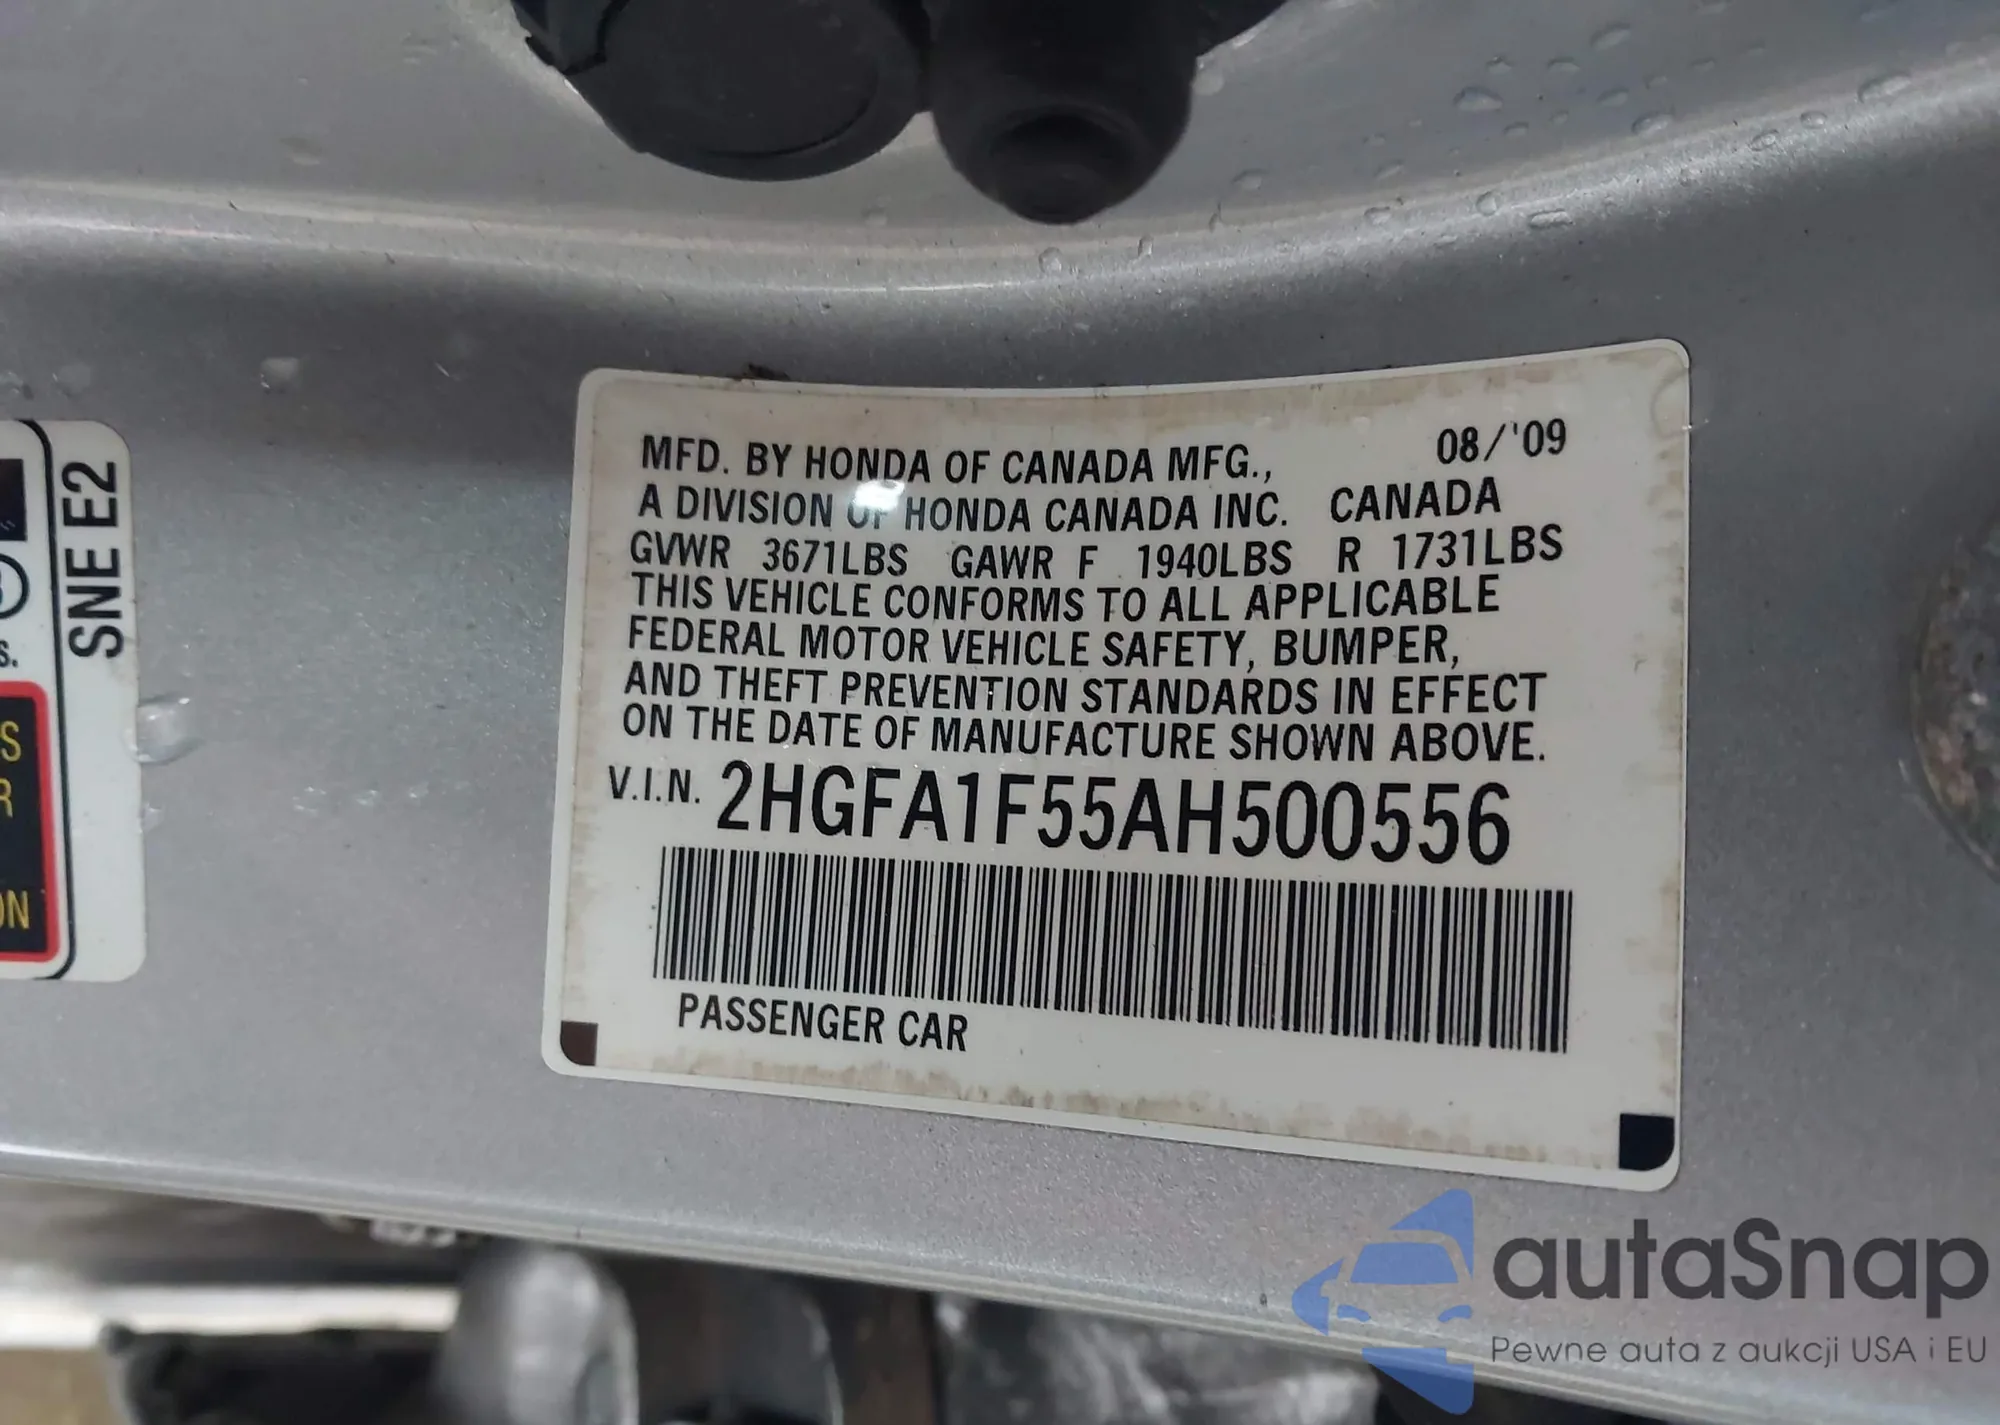 SNE E2
s.
S
R
ON
MFD. BY HONDA OF CANADA MFG., 08/'09
A DIVISION OF HONDA CANADA INC. CANADA
GVWR 3671LBS GAWR F 1940LBS R 1731LBS
THIS VEHICLE CONFORMS TO ALL APPLICABLE
FEDERAL MOTOR VEHICLE SAFETY, BUMPER,
AND THEFT PREVENTION STANDARDS IN EFFECT
ON THE DATE OF MANUFACTURE SHOWN ABOVE.
V.I.N. 2HGFA1F55AH500556
PASSENGER CAR
autaSnap
Pewne auta z aukcji USA i EU